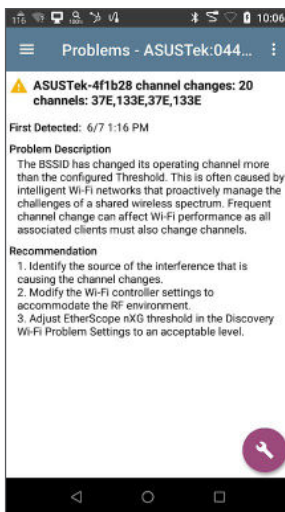 10:06
Problems - ASUSTek:044...
ASUSTek-4f1b28 channel changes: 20
channels: 37E,133E,37E,133E
First Detected: 6/7 1:16 PM
Problem Description
The BSSID has changed its operating channel more
than the configured Threshold. This is often caused by
intelligent Wi-Fi networks that proactively manage the
challenges of a shared wireless spectrum. Frequent
channel change can affect Wi-Fi performance as all
associated clients must also change channels.
Recommendation
1. Identify the source of the interference that is
causing the channel changes.
2. Modify the Wi-Fi controller settings to
accommodate the RF environment.
3. Adjust EtherScope nXG threshold in the Discovery
Wi-Fi Problem Settings to an acceptable level.